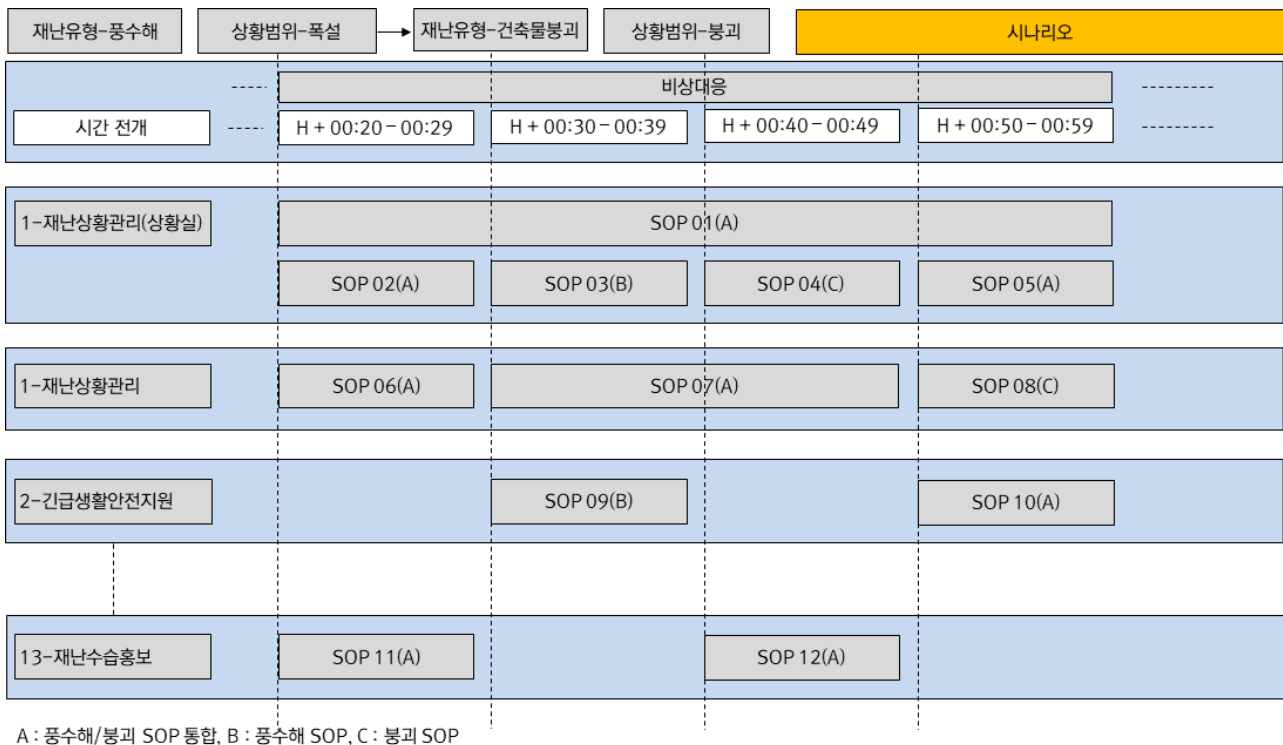 재난유형-풍수해 상황범위-폭설 재난유형-건축물붕괴 상황범위-붕괴 시나리오
비상대응
시간 전개 H + 00:20 – 00:29 H + 00:30 – 00:39 H + 00:40 – 00:49 H + 00:50 – 00:59
1-재난상황관리(상황실) SOP 01(A)
SOP 02(A) SOP 03(B) SOP 04(C) SOP 05(A)
1-재난상황관리 SOP 06(A) SOP 07(A) SOP 08(C)
2-긴급생활안전지원 SOP 09(B) SOP 10(A)
13-재난수습홍보 SOP 11(A) SOP 12(A)
A : 풍수해/붕괴 SOP 통합, B : 풍수해 SOP, C : 붕괴 SOP